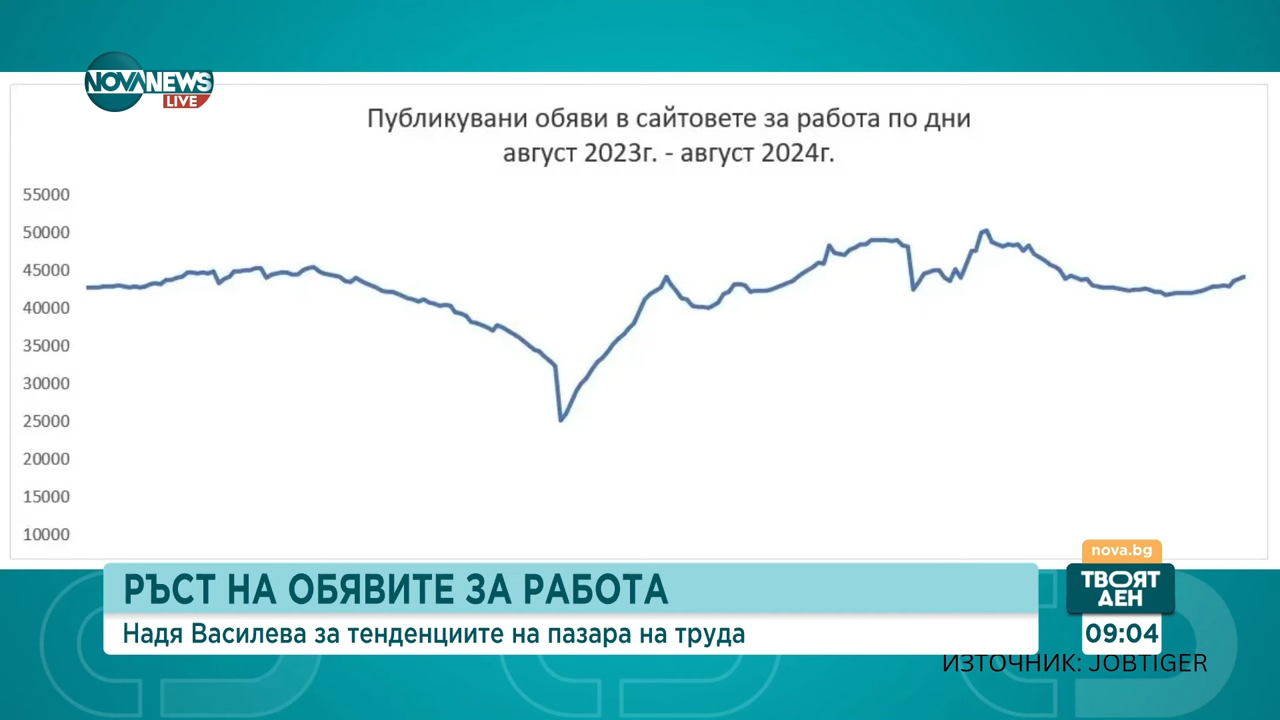 NOVANEWS
LIVE
Публикувани обяви в сайтовете за работа по дни
август 2023г. - август 2024г.
55000
50000
45000
40000
35000
30000
25000
20000
15000
10000
РЪСТ НА ОБЯВИТЕ ЗА РАБОТА
Надя Василева за тенденциите на пазара на труда
nova.bg
ТВОЯТ
ДЕН
09:04
ИЗТОЧНИК: JOBTIGER